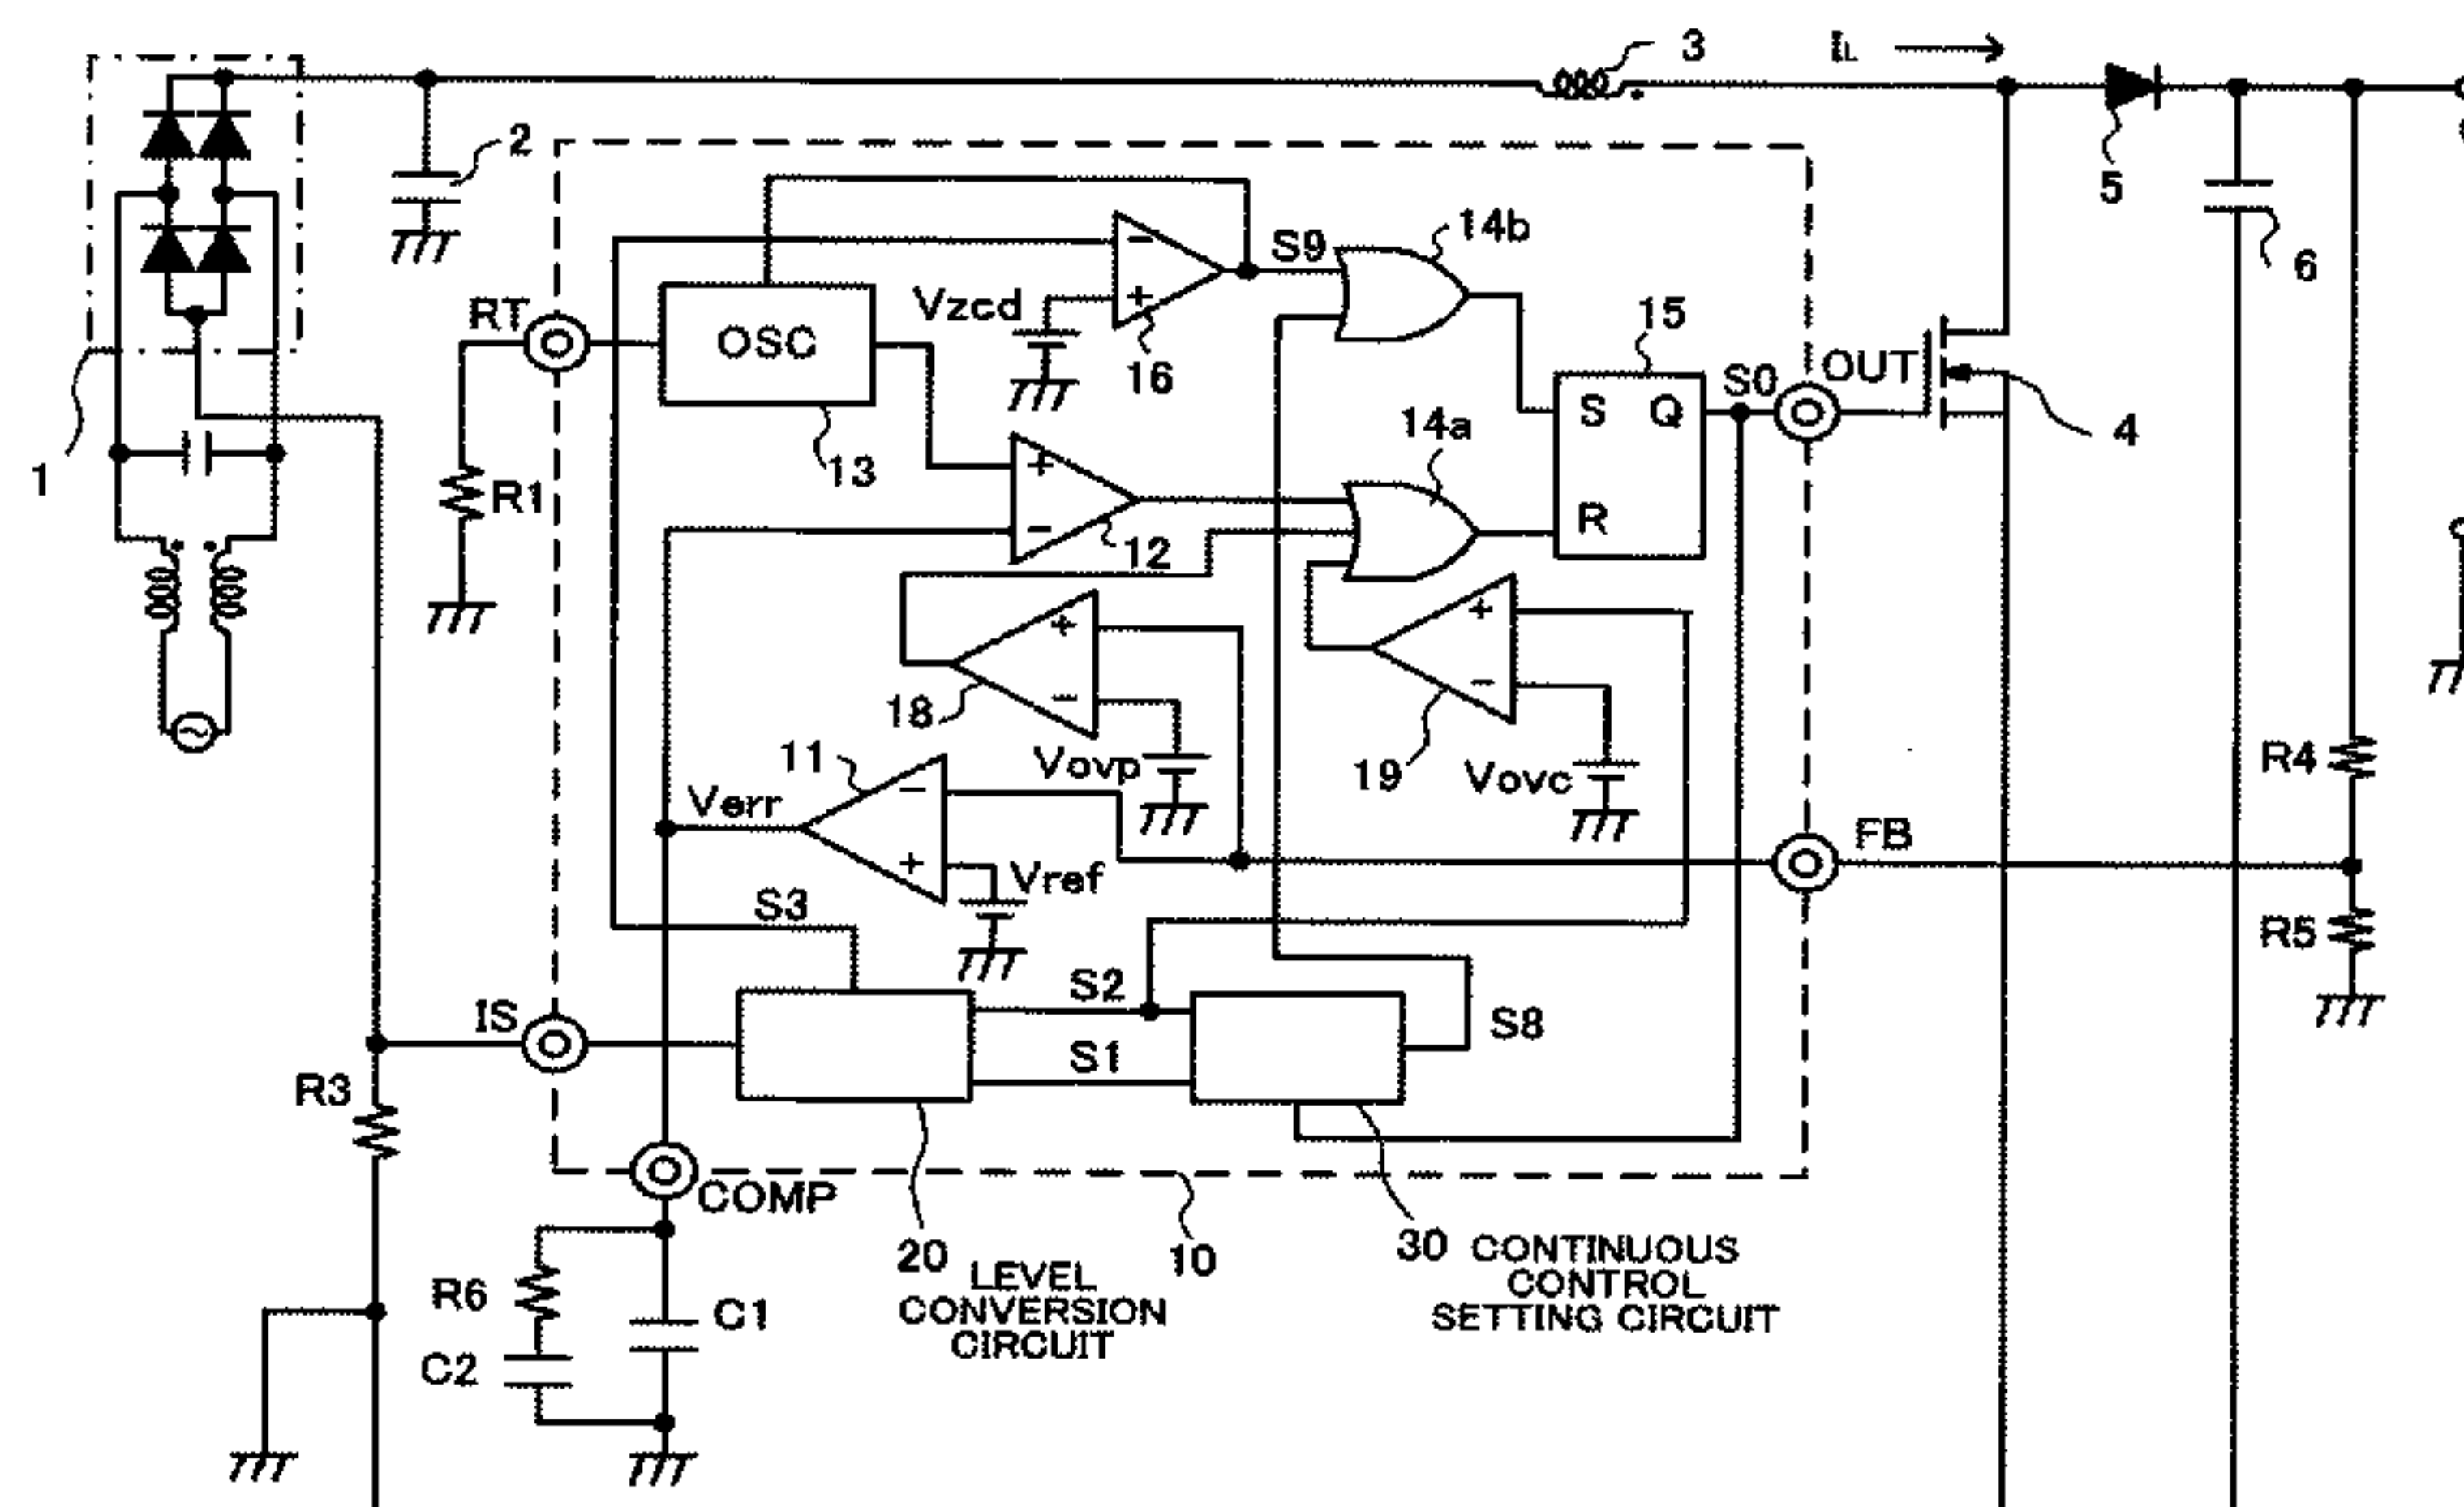 3
IL
2
5
6
14b
S9
Vzcd
RT
OSC
16
15
S Q
R
S0
OUT
4
14a
1
R1
13
12
18
19
11
Vovp
Vovc
R4
Verr
Vref
FB
S3
R5
IS
S2
S1
S8
R3
COMP
20
LEVEL
CONVERSION
CIRCUIT
10
30 CONTINUOUS
CONTROL
SETTING CIRCUIT
R6
C1
C2